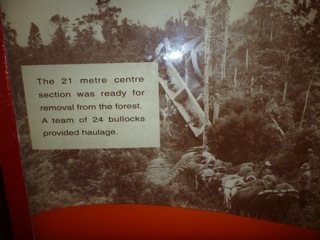 The 21 metre centre
section was ready for
removal from the forest.
A team of 24 bullocks
provided haulage.